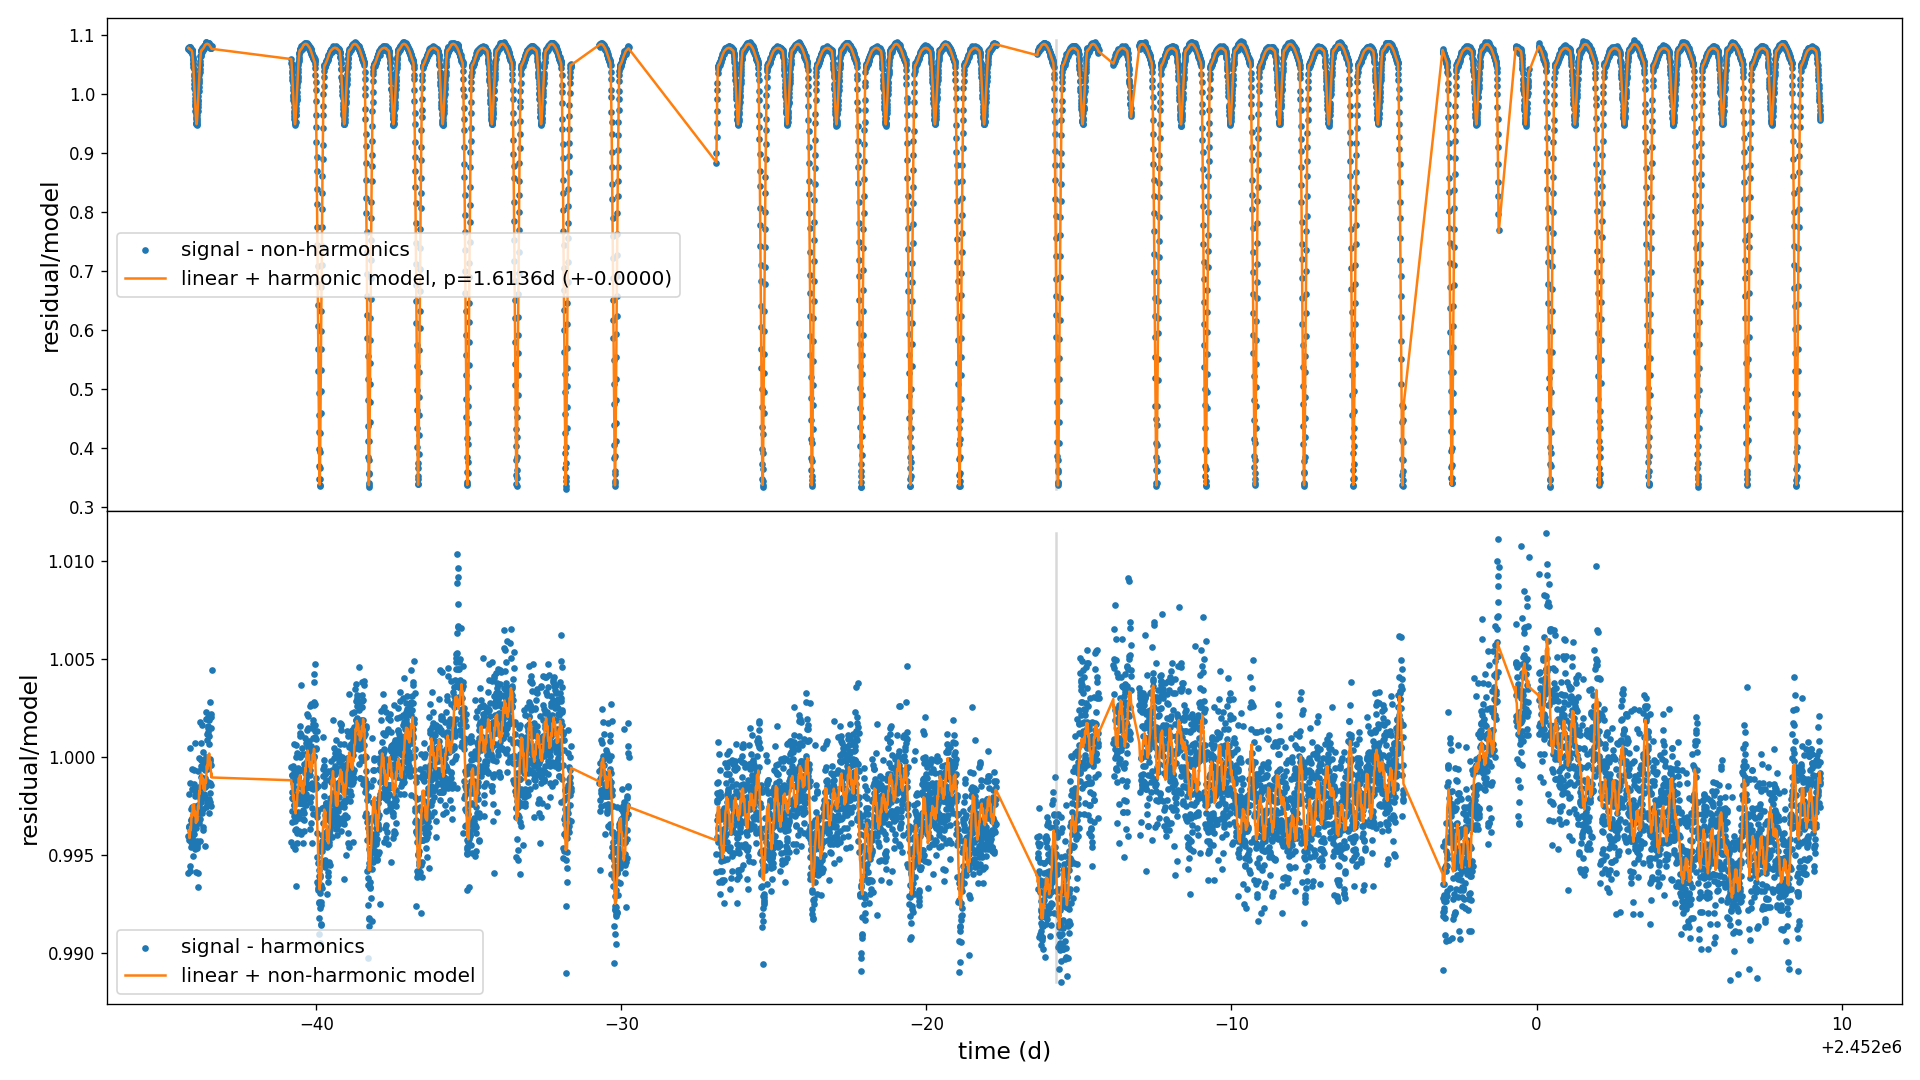 1.1
1.0
0.9
0.8
0.7
0.6
0.5
0.4
0.3
residual/model
signal - non-harmonics
linear + harmonic model, p=1.6136d (+-0.0000)
1.010
1.005
1.000
0.995
0.990
residual/model
signal - harmonics
linear + non-harmonic model
−40
−30
−20
−10
0
10
time (d)
+2.452e6